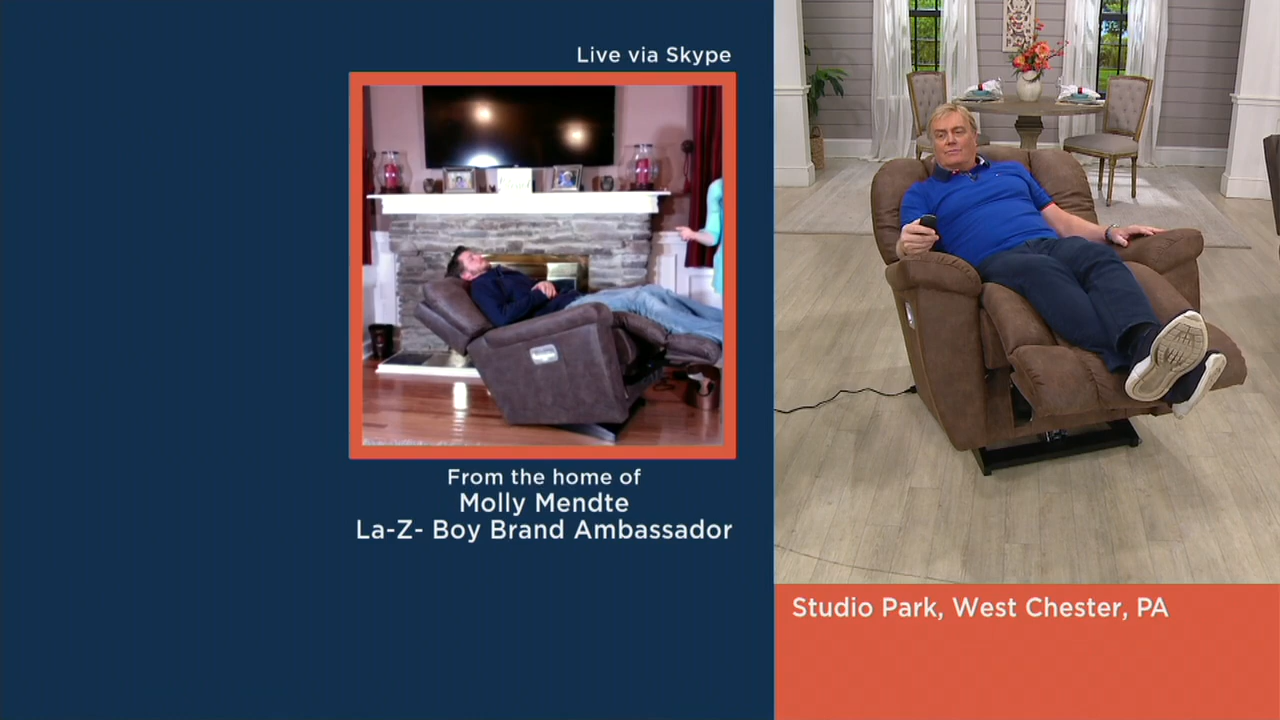 Live via Skype
From the home of
Molly Mendte
La-Z- Boy Brand Ambassador
Studio Park, West Chester, PA